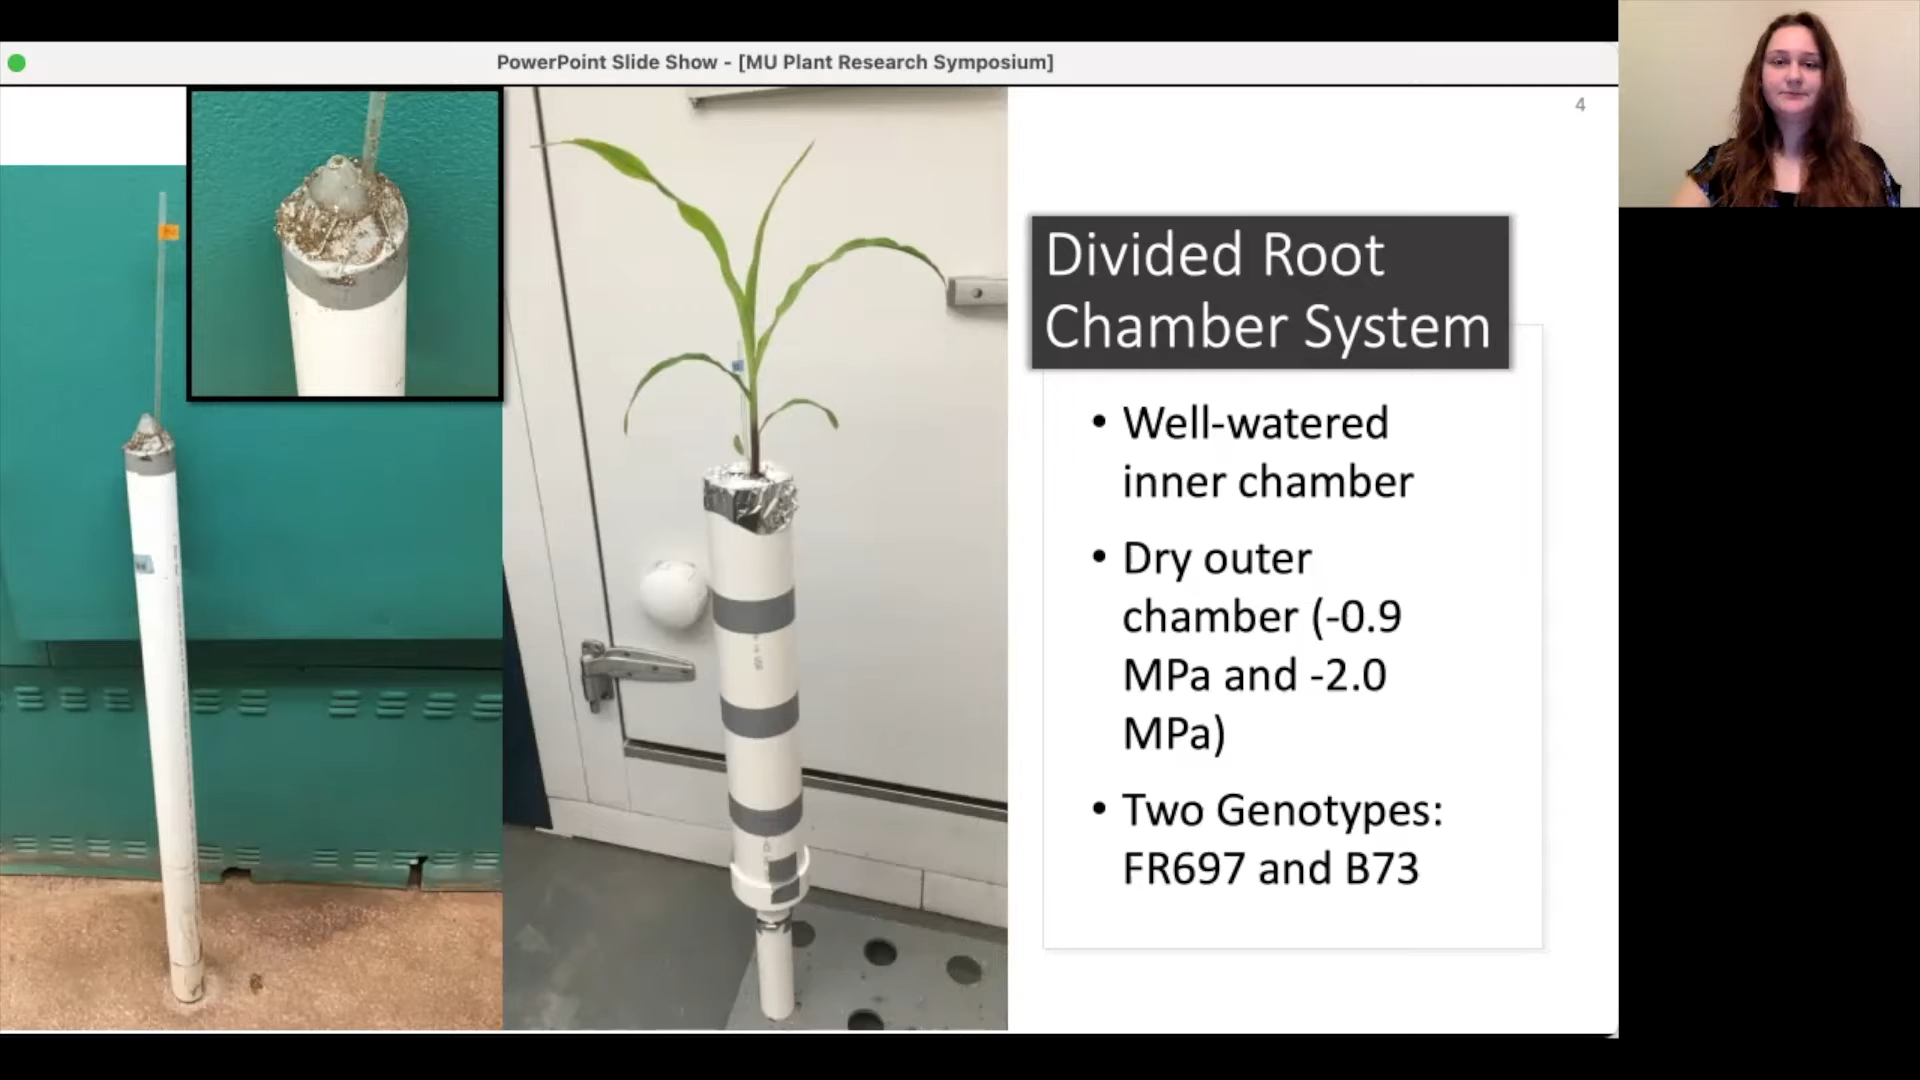 PowerPoint Slide Show - [MU Plant Research Symposium]
4
Divided Root
Chamber System
• Well-watered
inner chamber
• Dry outer
chamber (-0.9
MPa and -2.0
MPa)
• Two Genotypes:
FR697 and B73